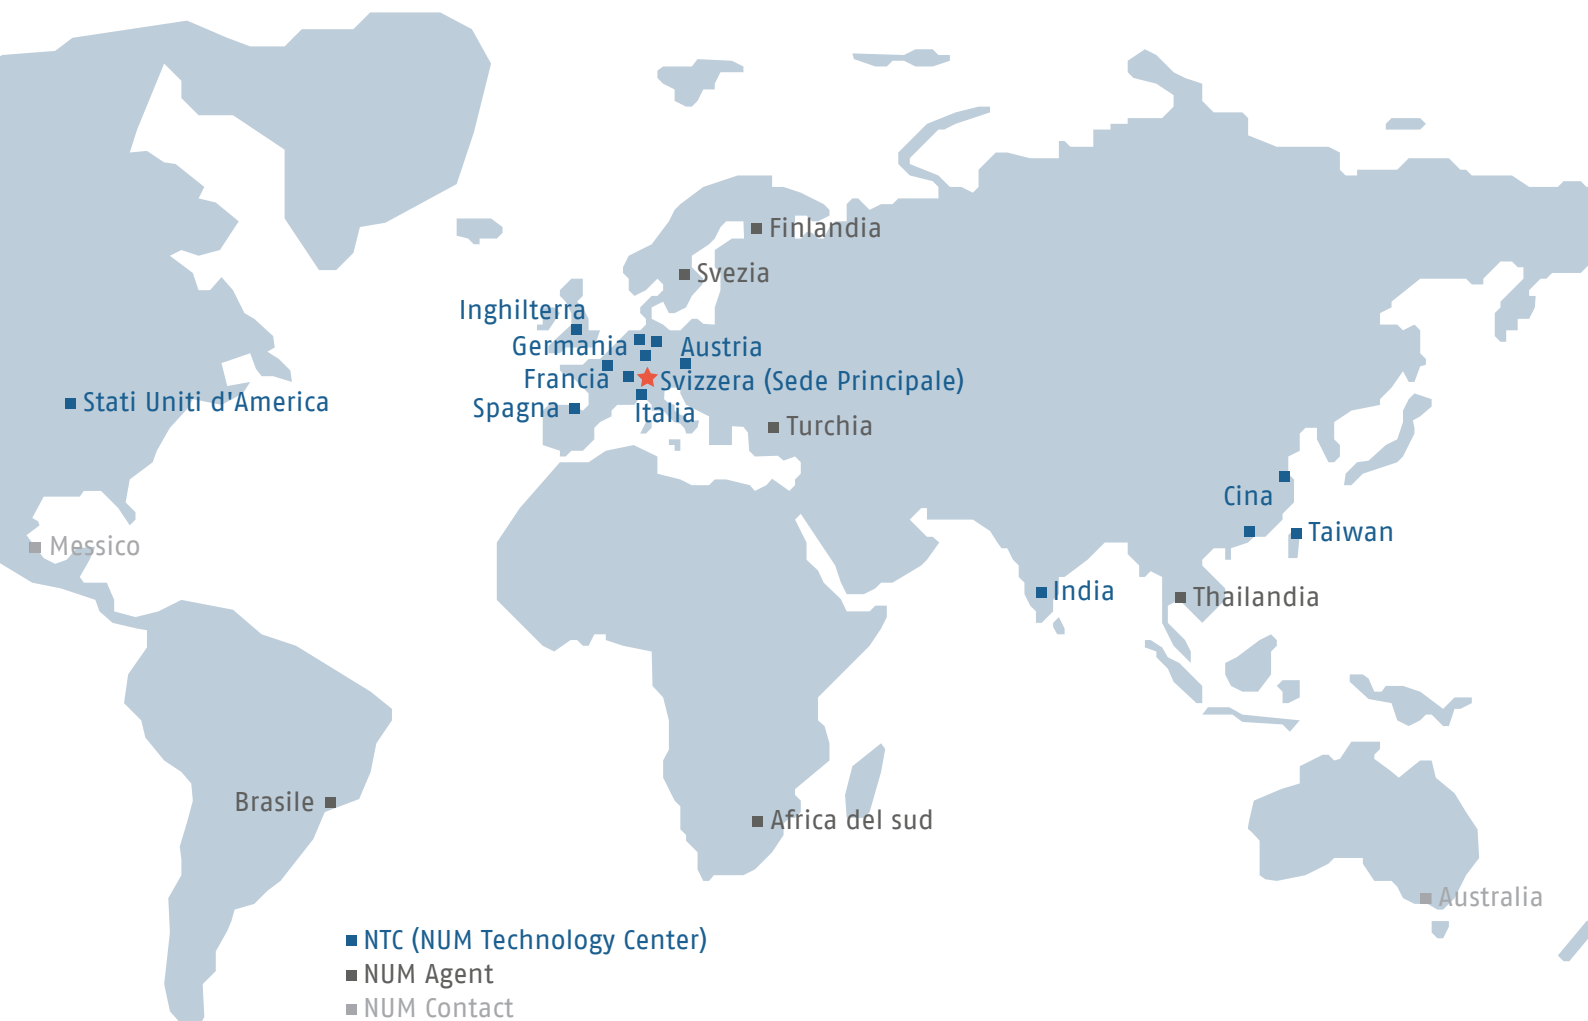 Finlandia
Svezia
Inghilterra
Germania
Austria
Francia
Svizzera (Sede Principale)
Stati Uniti d'America
Spagna
Italia
Turchia
Cina
Taiwan
Messico
India
Thailandia
Brasile
Africa del sud
Australia
NTC (NUM Technology Center)
NUM Agent
NUM Contact